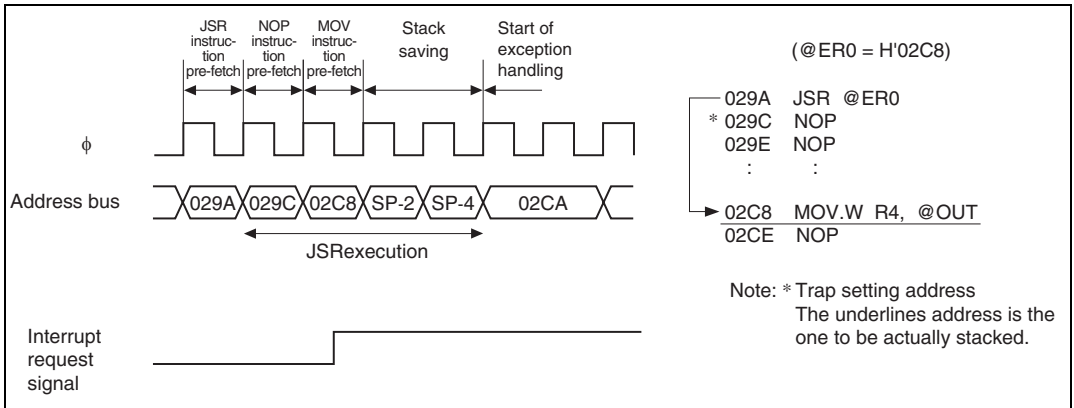 JSR
instruc-
tion
pre-fetch
NOP
instruc-
tion
pre-fetch
MOV
instruc-
tion
pre-fetch
Stack
saving
Start of
exception
handling
φ
Address bus
029A 029C 02C8 SP-2 SP-4 02CA
JSRexecution
Interrupt
request
signal
(@ER0 = H'02C8)
029A JSR @ER0
* 029C NOP
029E NOP
: :
02C8 MOV.W R4, @OUT
02CE NOP
Note: * Trap setting address
The underlines address is the
one to be actually stacked.